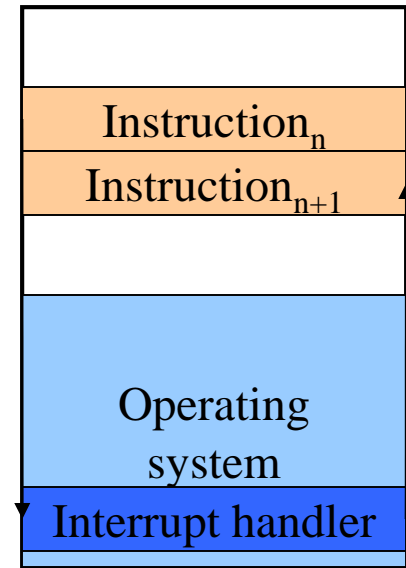 Instructionₙ
Instructionₙ₊₁
Operating
system
Interrupt handler